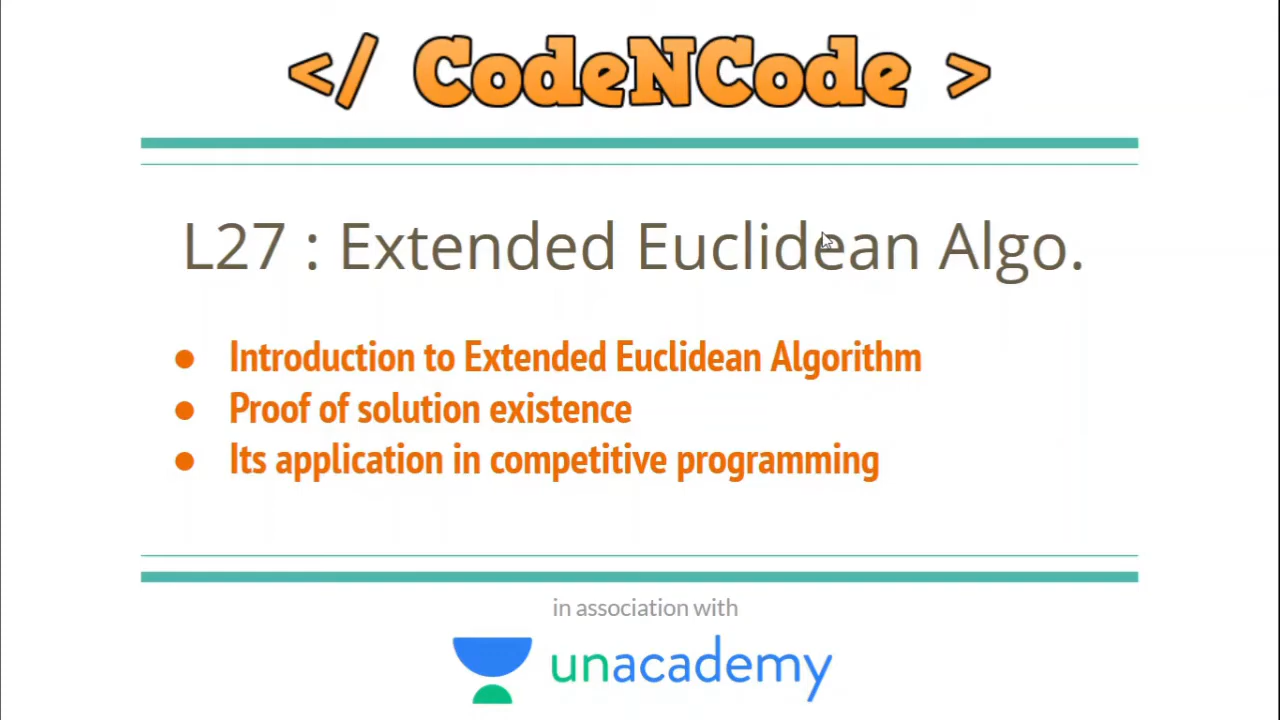 </ CodeNCode >
L27 : Extended Euclidean Algo.
● Introduction to Extended Euclidean Algorithm
● Proof of solution existence
● Its application in competitive programming
in association with
unacademy